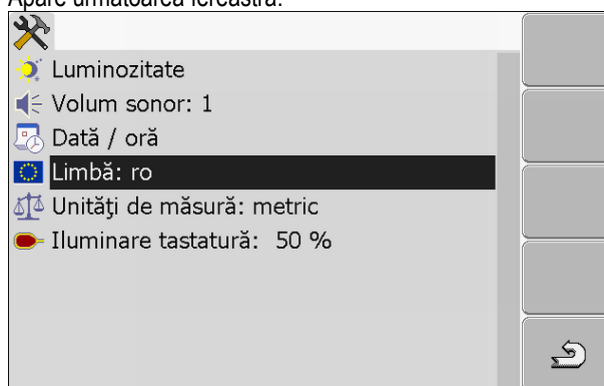 Apare următoarea fereastră:
Luminozitate
Volum sonor: 1
Dată / oră
Limbă: ro
Unităţi de măsură: metric
Iluminare tastatură: 50 %